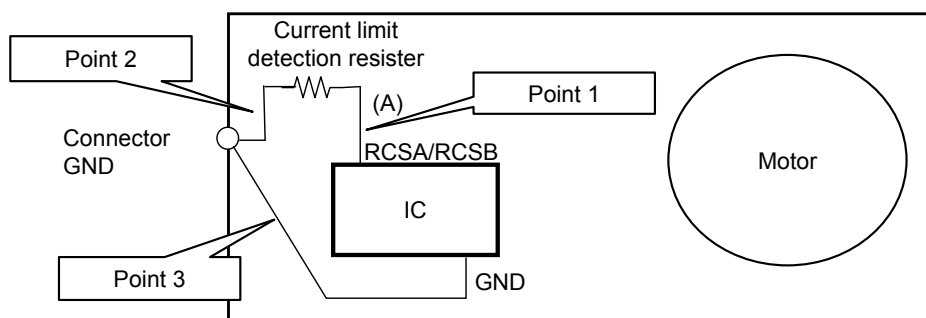 Current limit
detection resister
Point 2
(A)
Point 1
Connector
GND
RCSA/RCSB
Motor
IC
Point 3
GND